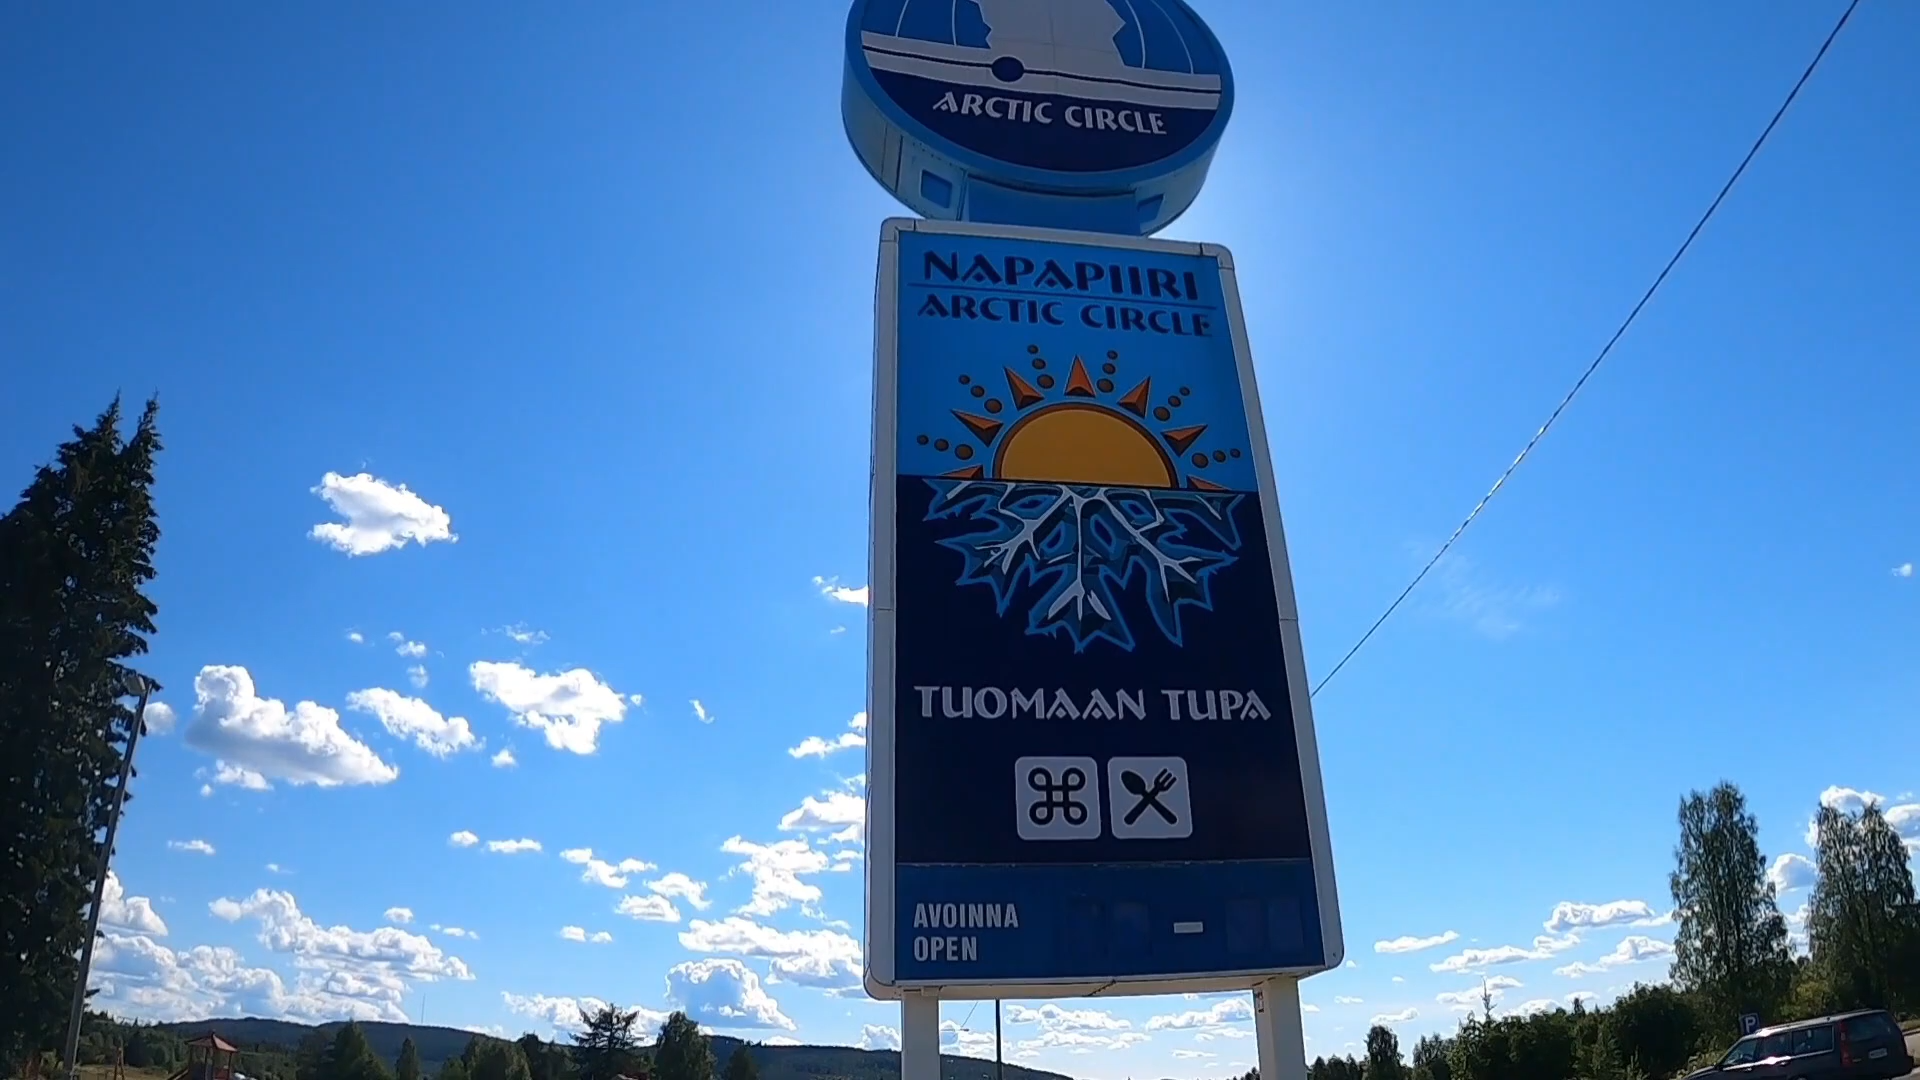 ARCTIC CIRCLE
NAPAPIIRI
ARCTIC CIRCLE
TUOMAAN TUPA
AVOINNA
OPEN
-
P